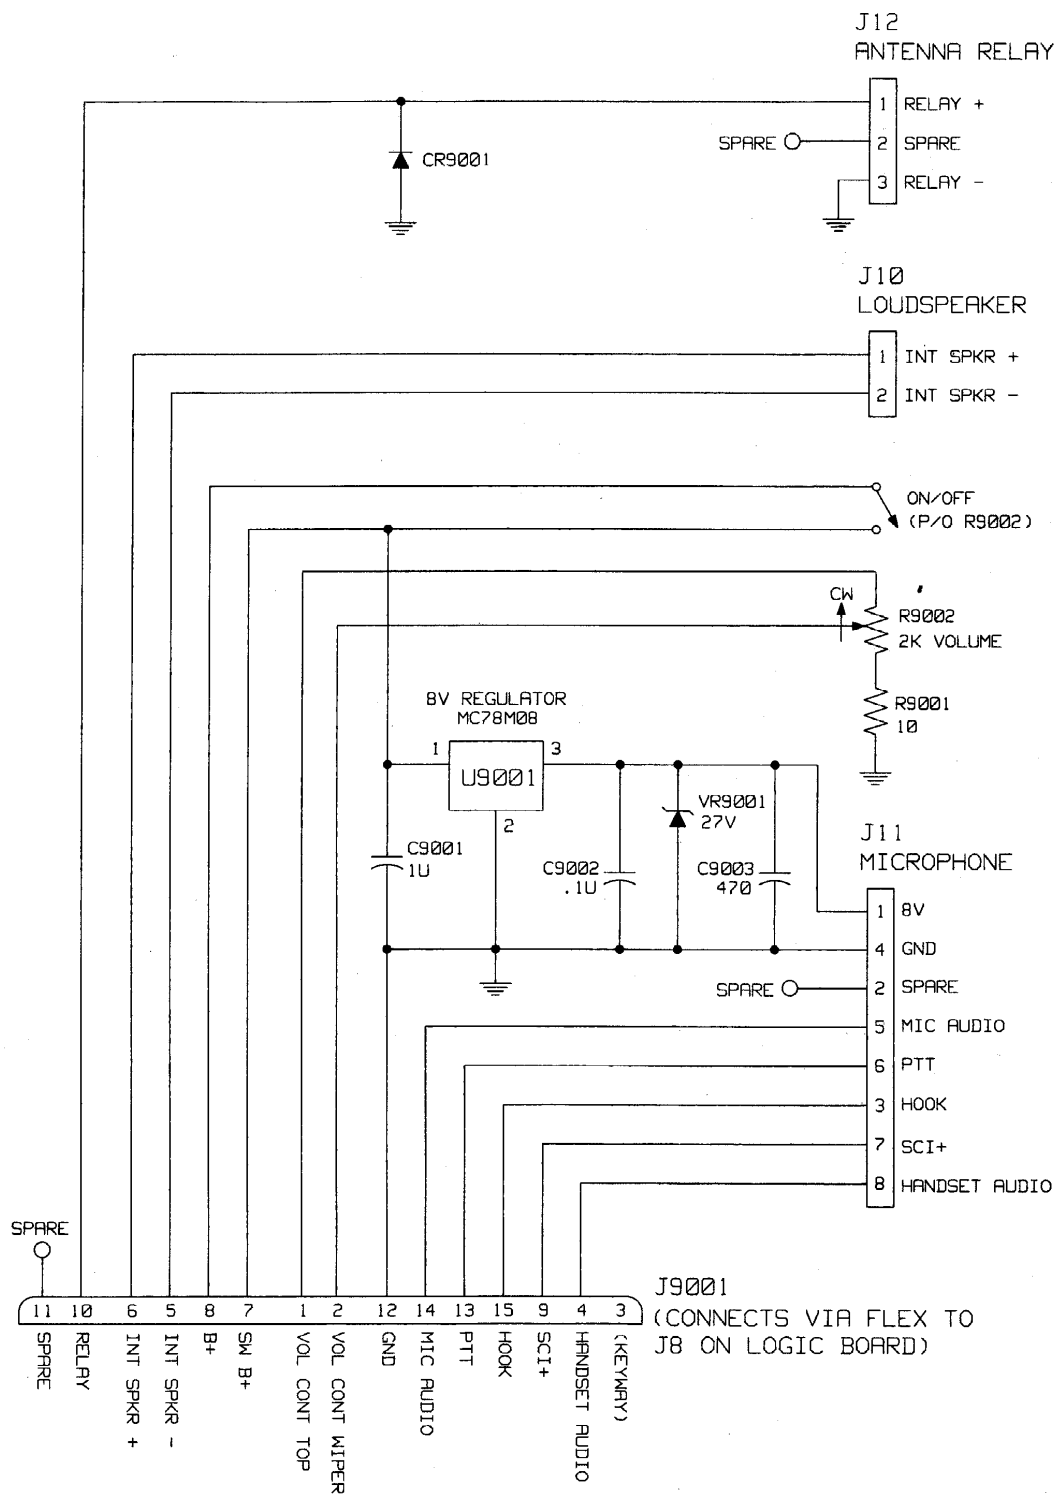 J12
ANTENNA RELAY
1 RELAY +
SPARE 2 SPARE
3 RELAY -
CR9001
J10
LOUDSPEAKER
1 INT SPKR +
2 INT SPKR -
ON/OFF
(P/O R9002)
CW
R9002
2K VOLUME
R9001
10
8V REGULATOR
MC78M08
1 U9001 3
2
C9001
1U
C9002
.1U
VR9001
27V
C9003
470
J11
MICROPHONE
1 8V
4 GND
SPARE 2 SPARE
5 MIC AUDIO
6 PTT
3 HOOK
7 SCI+
8 HANDSET AUDIO
SPARE
J9001
(CONNECTS VIA FLEX TO
J8 ON LOGIC BOARD)
11 10 6 5 8 7 1 2 12 14 13 15 9 4 3
SPARE
RELAY
INT SPKR +
INT SPKR -
B+
SW B+
VOL CONT TOP
VOL CONT WIPER
GND
MIC AUDIO
PTT
HOOK
SCI+
HANDSET AUDIO
(KEYWAY)